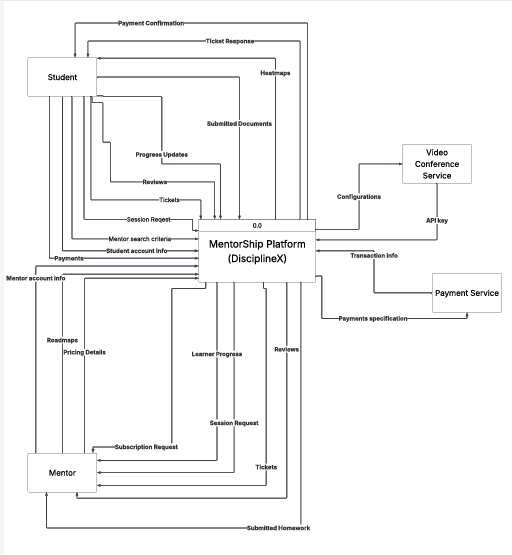 Payment Confirmation
Ticket Response
Heatmaps
Student
Submitted Documents
Progress Updates
Video
Conference
Service
Reviews
Configurations
Tickets
Session Reqest
0.0
API key
Mentor search criteria
MentorShip Platform
(DisciplineX)
Student account info
Payments
Transaction info
Mentor account info
Payment Service
Payments specification
Roadmaps
Pricing Details
Learner Progress
Reviews
Session Request
Subscription Request
Tickets
Mentor
Submitted Homework